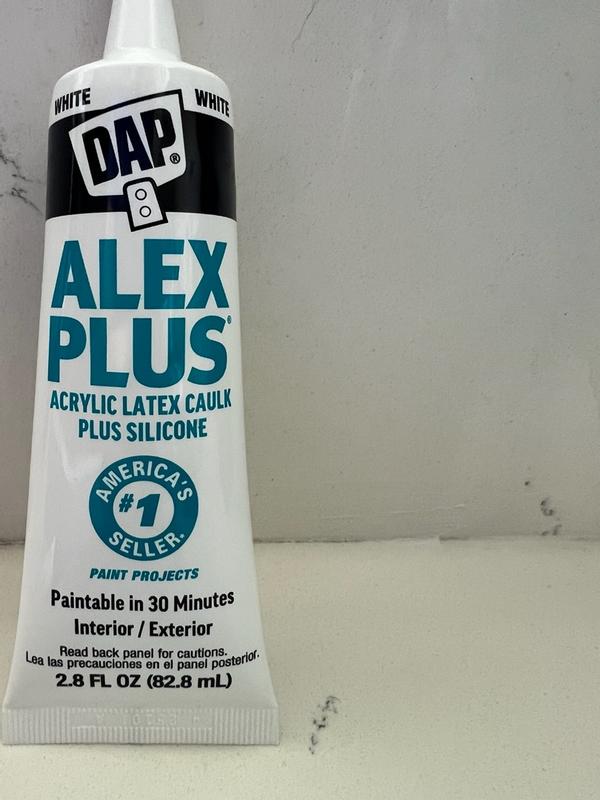 WHITE WHITE
DAP®
ALEX
PLUS®
ACRYLIC LATEX CAULK
PLUS SILICONE
AMERICA'S
#1
SELLER.
PAINT PROJECTS
Paintable in 30 Minutes
Interior / Exterior
Read back panel for cautions.
Lea las precauciones en el panel posterior.
2.8 FL OZ (82.8 mL)